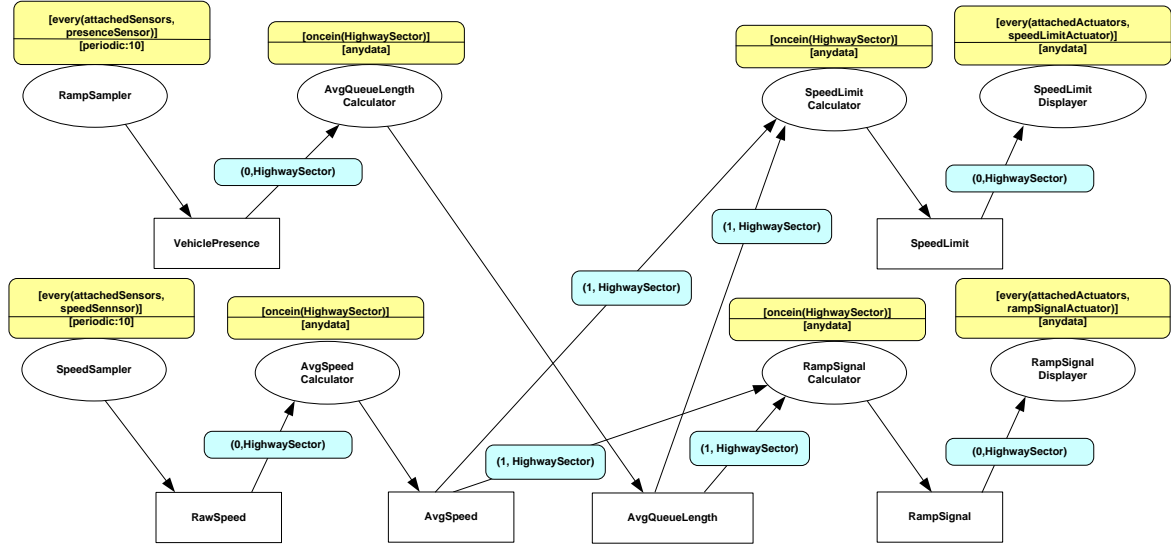 [every(attachedSensors,
presenceSensor)]
[periodic:10]
RampSampler
[oncein(HighwaySector)]
[anydata]
AvgQueueLength
Calculator
[oncein(HighwaySector)]
[anydata]
SpeedLimit
Calculator
[every(attachedActuators,
speedLimitActuator)]
[anydata]
SpeedLimit
Displayer
(0,HighwaySector)
(0,HighwaySector)
(1, HighwaySector)
VehiclePresence
SpeedLimit
(1, HighwaySector)
[every(attachedSensors,
speedSennsor)]
[periodic:10]
SpeedSampler
[oncein(HighwaySector)]
[anydata]
AvgSpeed
Calculator
[oncein(HighwaySector)]
[anydata]
RampSignal
Calculator
[every(attachedActuators,
rampSignalActuator)]
[anydata]
RampSignal
Displayer
(0,HighwaySector)
(1, HighwaySector)
(1, HighwaySector)
(0,HighwaySector)
RawSpeed
AvgSpeed
AvgQueueLength
RampSignal